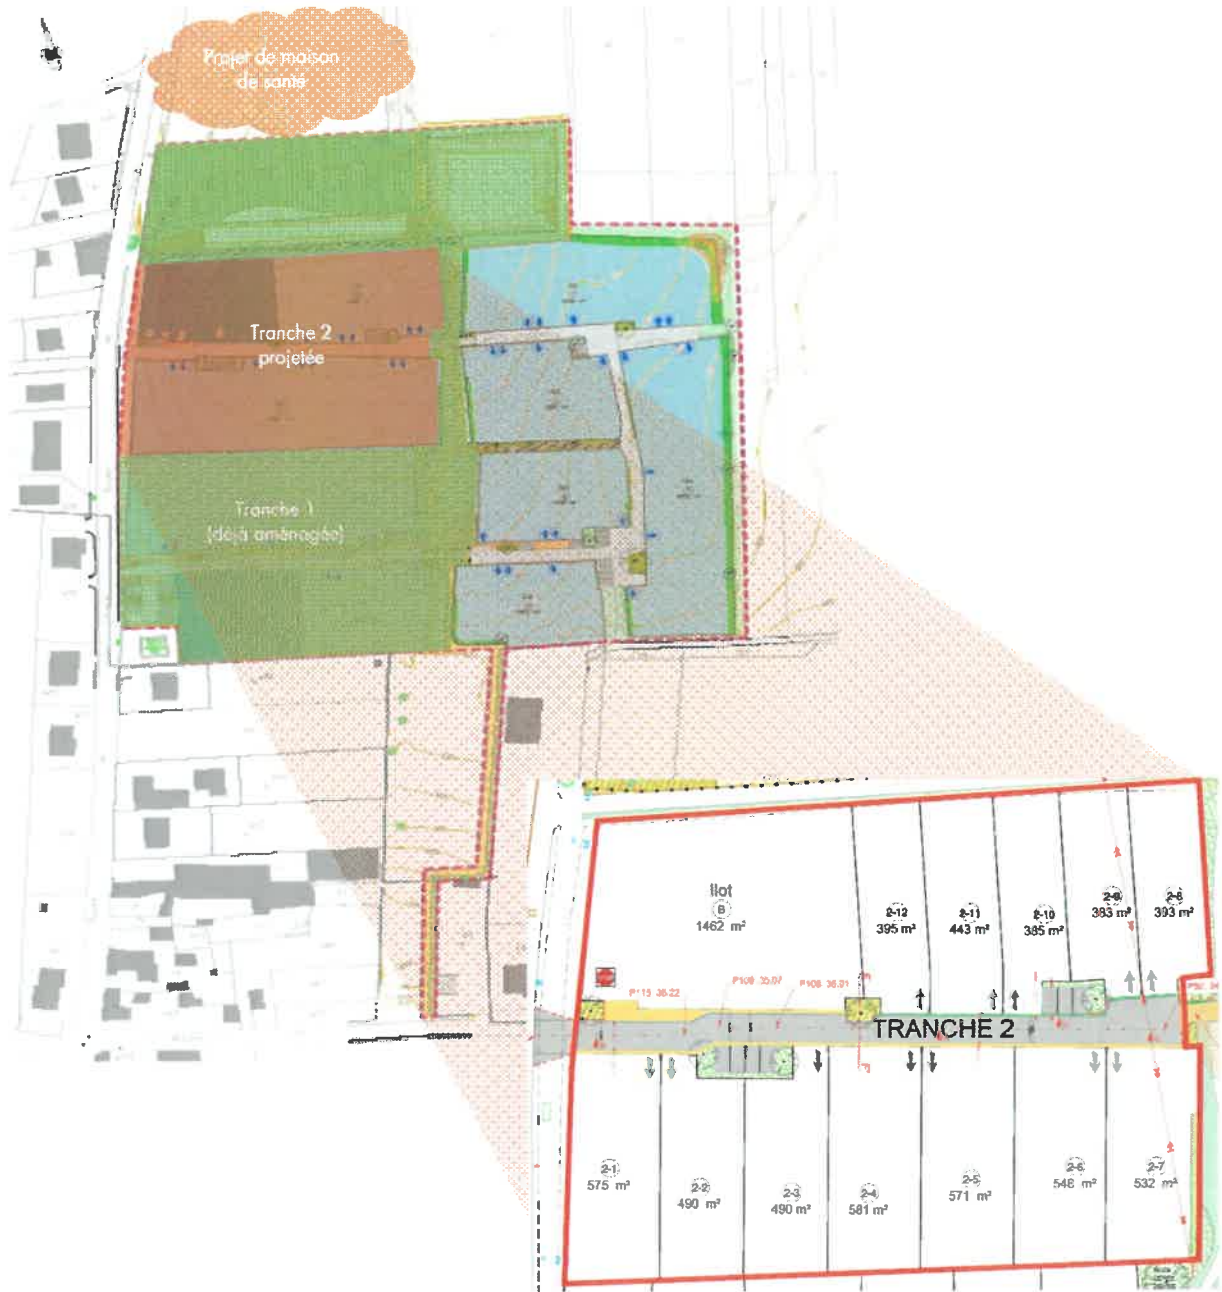 Projet de maison
de santé
Tranche 2
projetée
Tranche 1
(déjà aménagée)
Ilot
B
1462 m²
2-12
395 m²
2-11
443 m²
2-10
385 m²
2-9
383 m²
2-8
393 m²
TRANCHE 2
2-1
575 m²
2-2
490 m²
2-3
490 m²
2-4
581 m²
2-5
571 m²
2-6
548 m²
2-7
532 m²